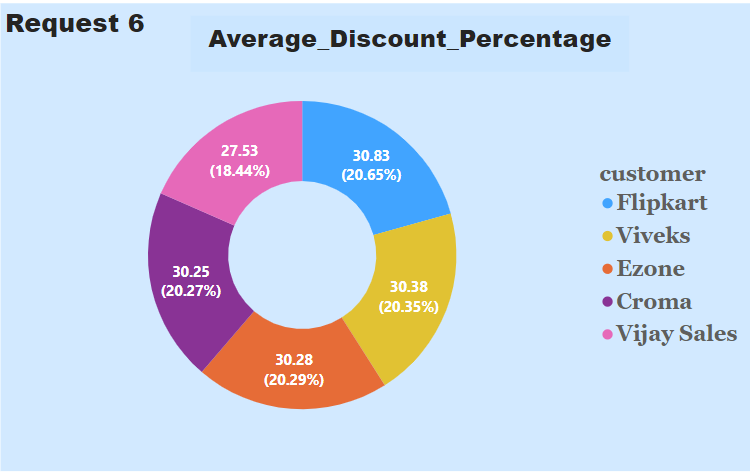 Request 6
Average_Discount_Percentage
27.53
(18.44%)
30.83
(20.65%)
30.25
(20.27%)
30.38
(20.35%)
30.28
(20.29%)
customer
Flipkart
Viveks
Ezone
Croma
Vijay Sales